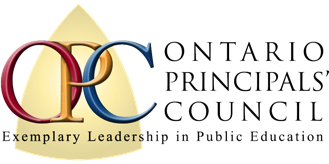 OPC
ONTARIO
PRINCIPALS'
COUNCIL
Exemplary Leadership in Public Education